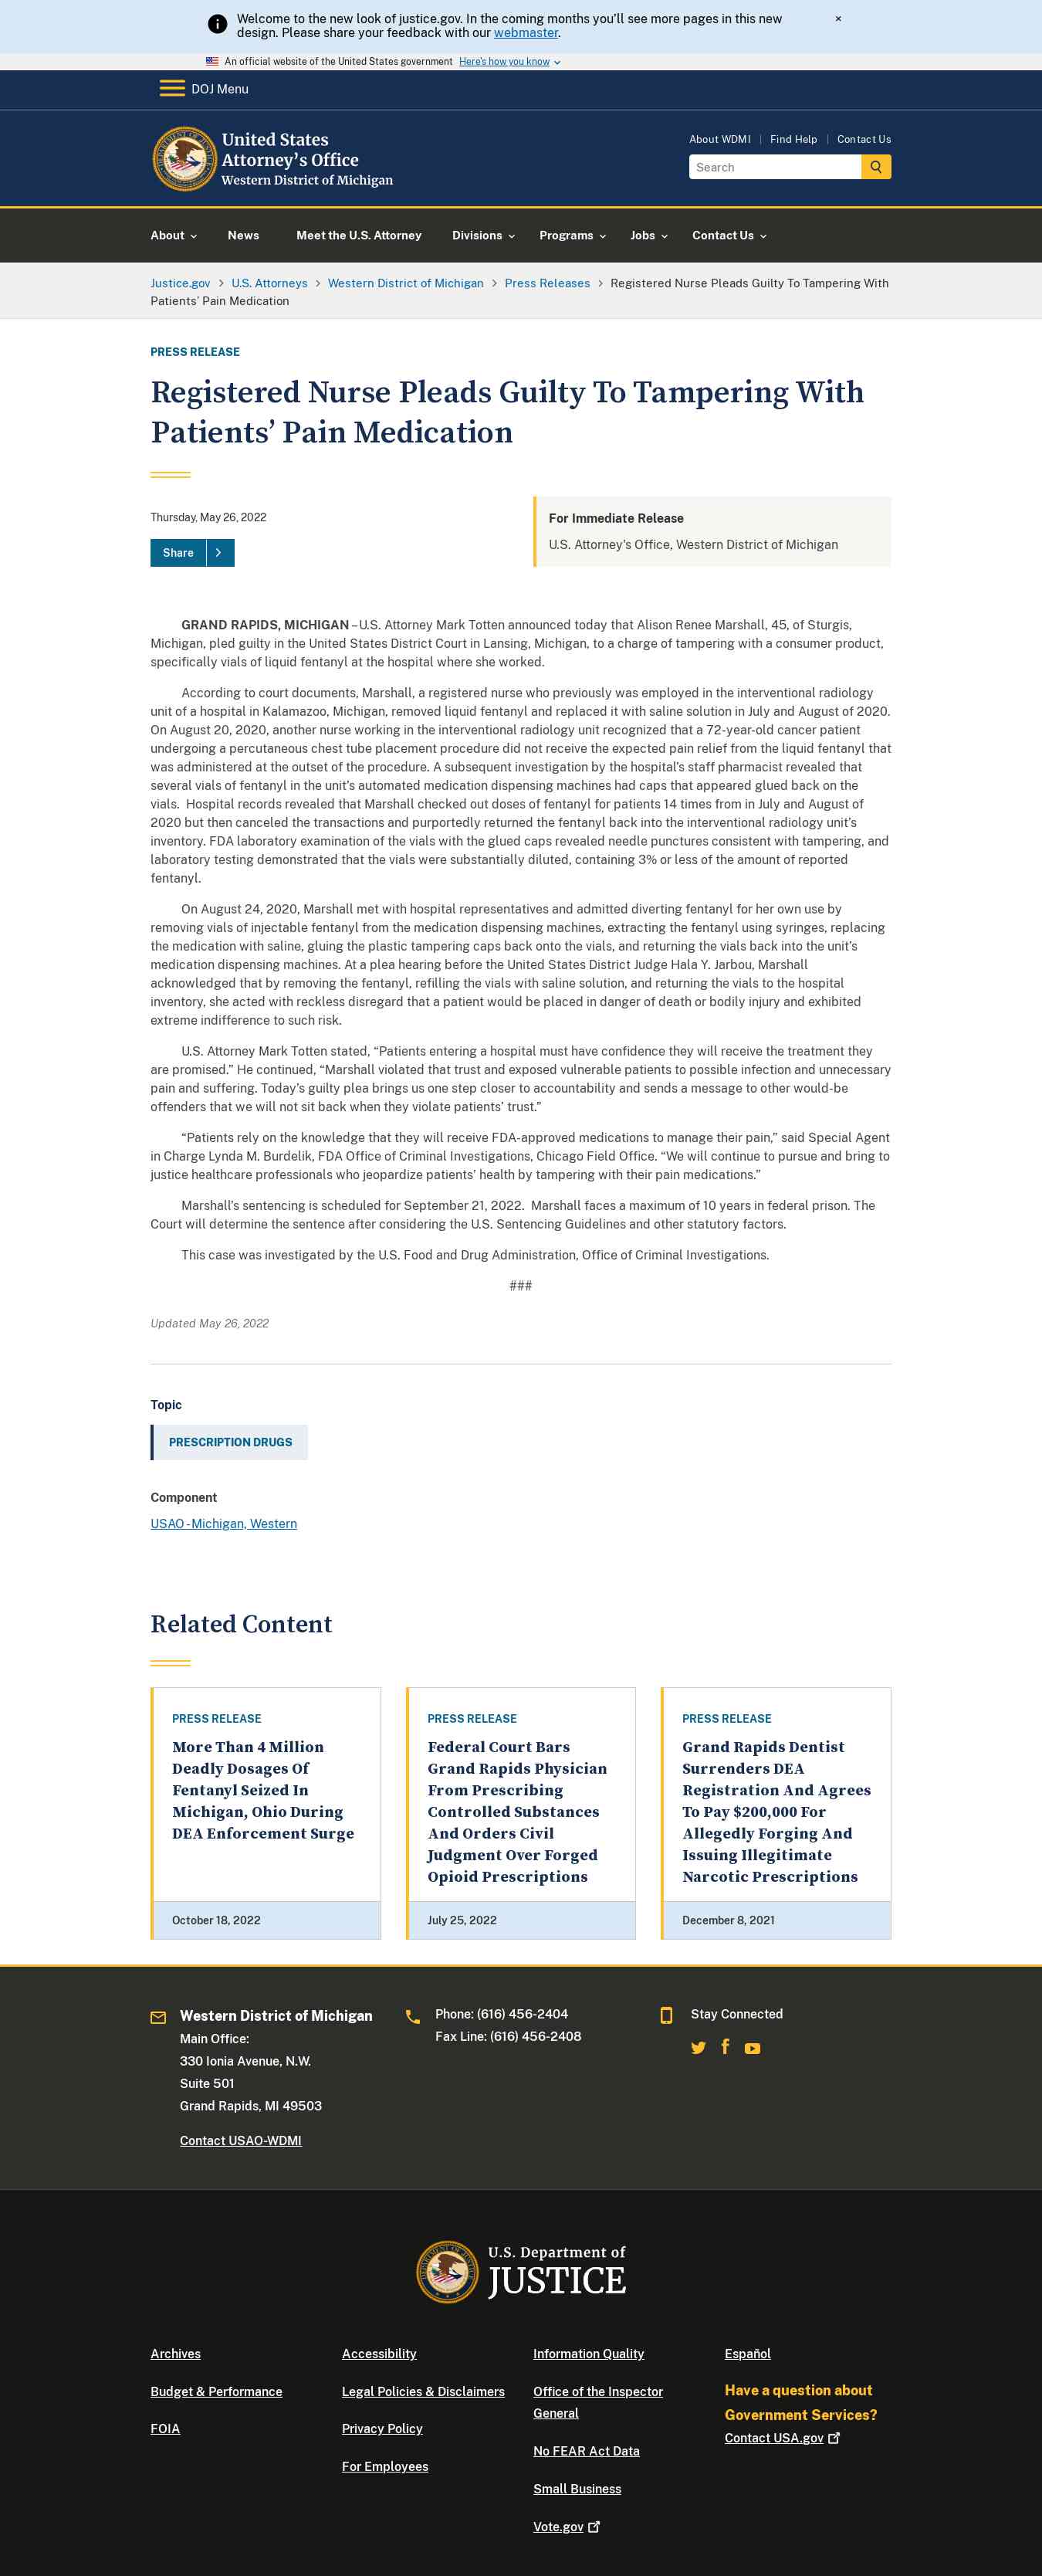 Welcome to the new look of justice.gov. In the coming months you'll see more pages in this new
design. Please share your feedback with our webmaster.
×
An official website of the United States government Here's how you know
DOJ Menu
United States
Attorney's Office
Western District of Michigan
About WDMI | Find Help | Contact Us
Search
About
News
Meet the U.S. Attorney
Divisions
Programs
Jobs
Contact Us
Justice.gov > U.S. Attorneys > Western District of Michigan > Press Releases > Registered Nurse Pleads Guilty To Tampering With
Patients' Pain Medication
PRESS RELEASE
Registered Nurse Pleads Guilty To Tampering With
Patients' Pain Medication
Thursday, May 26, 2022
Share >
For Immediate Release
U.S. Attorney's Office, Western District of Michigan
GRAND RAPIDS, MICHIGAN – U.S. Attorney Mark Totten announced today that Alison Renee Marshall, 45, of Sturgis,
Michigan, pled guilty in the United States District Court in Lansing, Michigan, to a charge of tampering with a consumer product,
specifically vials of liquid fentanyl at the hospital where she worked.
According to court documents, Marshall, a registered nurse who previously was employed in the interventional radiology
unit of a hospital in Kalamazoo, Michigan, removed liquid fentanyl and replaced it with saline solution in July and August of 2020.
On August 20, 2020, another nurse working in the interventional radiology unit recognized that a 72-year-old cancer patient
undergoing a percutaneous chest tube placement procedure did not receive the expected pain relief from the liquid fentanyl that
was administered at the outset of the procedure. A subsequent investigation by the hospital's staff pharmacist revealed that
several vials of fentanyl in the unit's automated medication dispensing machines had caps that appeared glued back on the
vials.  Hospital records revealed that Marshall checked out doses of fentanyl for patients 14 times from in July and August of
2020 but then canceled the transactions and purportedly returned the fentanyl back into the interventional radiology unit's
inventory. FDA laboratory examination of the vials with the glued caps revealed needle punctures consistent with tampering, and
laboratory testing demonstrated that the vials were substantially diluted, containing 3% or less of the amount of reported
fentanyl.
On August 24, 2020, Marshall met with hospital representatives and admitted diverting fentanyl for her own use by
removing vials of injectable fentanyl from the medication dispensing machines, extracting the fentanyl using syringes, replacing
the medication with saline, gluing the plastic tampering caps back onto the vials, and returning the vials back into the unit's
medication dispensing machines. At a plea hearing before the United States District Judge Hala Y. Jarbou, Marshall
acknowledged that by removing the fentanyl, refilling the vials with saline solution, and returning the vials to the hospital
inventory, she acted with reckless disregard that a patient would be placed in danger of death or bodily injury and exhibited
extreme indifference to such risk.
U.S. Attorney Mark Totten stated, “Patients entering a hospital must have confidence they will receive the treatment they
are promised.” He continued, “Marshall violated that trust and exposed vulnerable patients to possible infection and unnecessary
pain and suffering. Today's guilty plea brings us one step closer to accountability and sends a message to other would-be
offenders that we will not sit back when they violate patients' trust.”
“Patients rely on the knowledge that they will receive FDA-approved medications to manage their pain,” said Special Agent
in Charge Lynda M. Burdelik, FDA Office of Criminal Investigations, Chicago Field Office. “We will continue to pursue and bring to
justice healthcare professionals who jeopardize patients' health by tampering with their pain medications.”
Marshall's sentencing is scheduled for September 21, 2022.  Marshall faces a maximum of 10 years in federal prison. The
Court will determine the sentence after considering the U.S. Sentencing Guidelines and other statutory factors.
This case was investigated by the U.S. Food and Drug Administration, Office of Criminal Investigations.
###
Updated May 26, 2022
Topic
PRESCRIPTION DRUGS
Component
USAO - Michigan, Western
Related Content
PRESS RELEASE
More Than 4 Million
Deadly Dosages Of
Fentanyl Seized In
Michigan, Ohio During
DEA Enforcement Surge
October 18, 2022
PRESS RELEASE
Federal Court Bars
Grand Rapids Physician
From Prescribing
Controlled Substances
And Orders Civil
Judgment Over Forged
Opioid Prescriptions
July 25, 2022
PRESS RELEASE
Grand Rapids Dentist
Surrenders DEA
Registration And Agrees
To Pay $200,000 For
Allegedly Forging And
Issuing Illegitimate
Narcotic Prescriptions
December 8, 2021
Western District of Michigan
Main Office:
330 Ionia Avenue, N.W.
Suite 501
Grand Rapids, MI 49503
Contact USAO-WDMI
Phone: (616) 456-2404
Fax Line: (616) 456-2408
Stay Connected
U.S. Department of
JUSTICE
Archives
Budget & Performance
FOIA
Accessibility
Legal Policies & Disclaimers
Privacy Policy
For Employees
Information Quality
Office of the Inspector
General
No FEAR Act Data
Small Business
Vote.gov
Español
Have a question about
Government Services?
Contact USA.gov